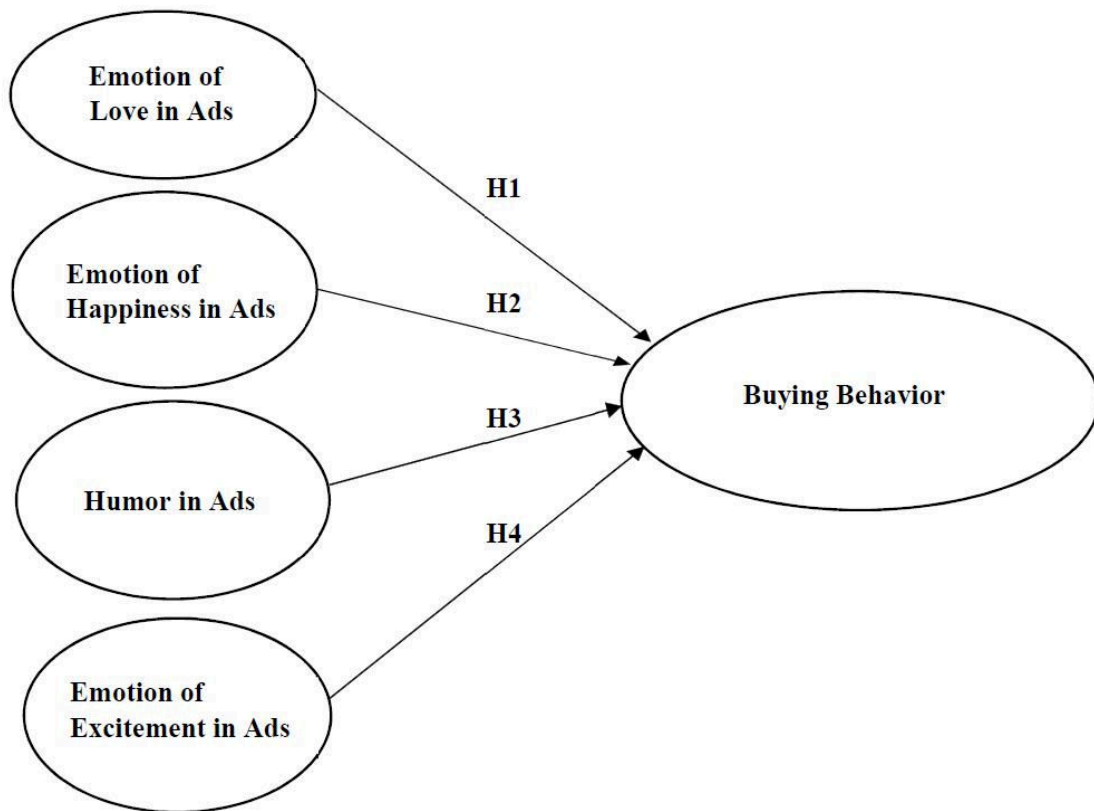 Emotion of
Love in Ads
H1
Emotion of
Happiness in Ads
H2
Buying Behavior
H3
Humor in Ads
H4
Emotion of
Excitement in Ads